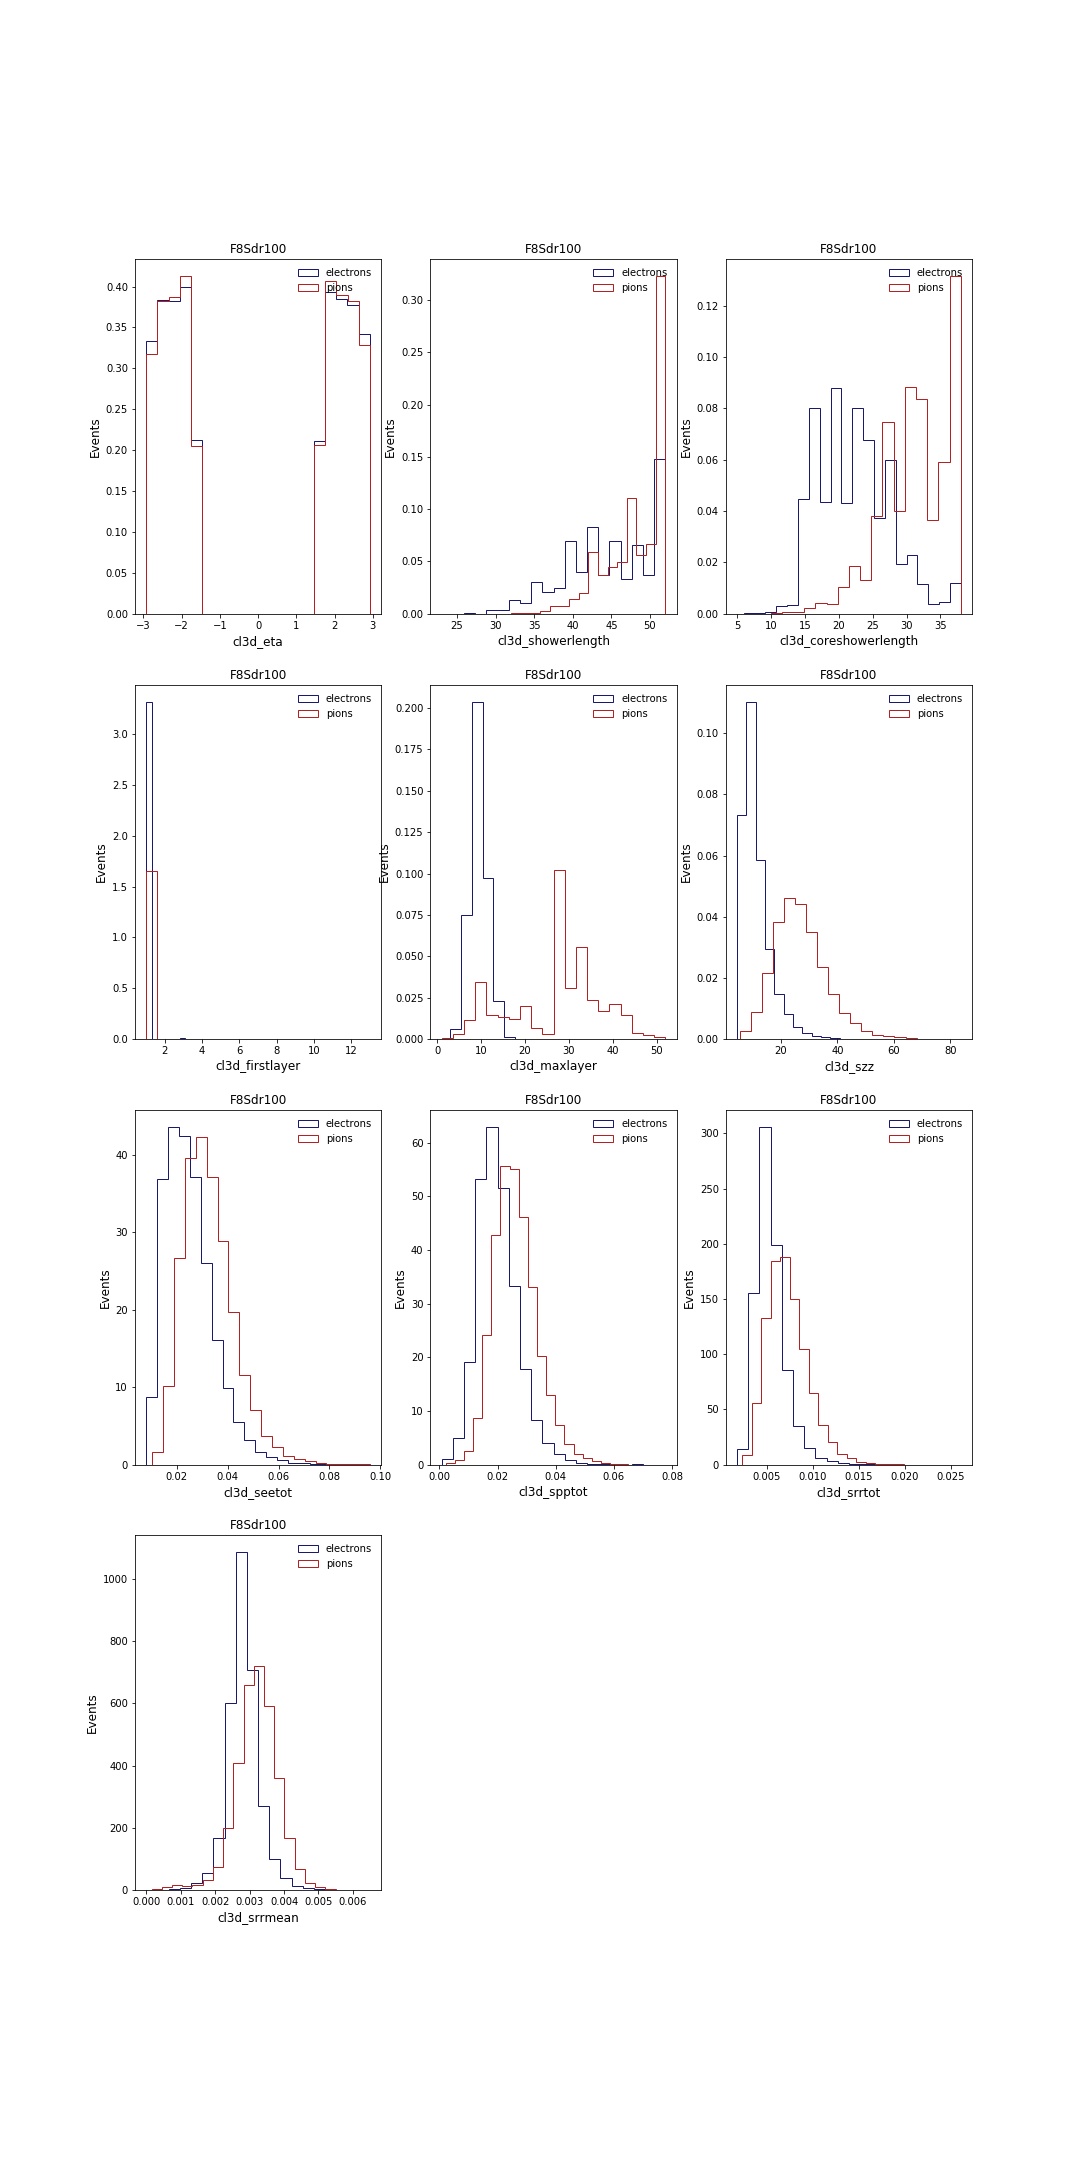 F8Sdr100
electrons
pions
Events
0.00
0.05
0.10
0.15
0.20
0.25
0.30
0.35
0.40
−3 −2 −1 0 1 2 3
cl3d_eta
F8Sdr100
electrons
pions
Events
0.00
0.05
0.10
0.15
0.20
0.25
0.30
25 30 35 40 45 50
cl3d_showerlength
F8Sdr100
electrons
pions
Events
0.00
0.02
0.04
0.06
0.08
0.10
0.12
5 10 15 20 25 30 35
cl3d_coreshowerlength
F8Sdr100
electrons
pions
Events
0.0
0.5
1.0
1.5
2.0
2.5
3.0
2 4 6 8 10 12
cl3d_firstlayer
F8Sdr100
electrons
pions
Events
0.000
0.025
0.050
0.075
0.100
0.125
0.150
0.175
0.200
0 10 20 30 40 50
cl3d_maxlayer
F8Sdr100
electrons
pions
Events
0.00
0.02
0.04
0.06
0.08
0.10
20 40 60 80
cl3d_szz
F8Sdr100
electrons
pions
Events
0
10
20
30
40
0.02 0.04 0.06 0.08 0.10
cl3d_seetot
F8Sdr100
electrons
pions
Events
0
10
20
30
40
50
60
0.00 0.02 0.04 0.06 0.08
cl3d_spptot
F8Sdr100
electrons
pions
Events
0
50
100
150
200
250
300
0.005 0.010 0.015 0.020 0.025
cl3d_srrtot
F8Sdr100
electrons
pions
Events
0
200
400
600
800
1000
0.000 0.001 0.002 0.003 0.004 0.005 0.006
cl3d_srrmean